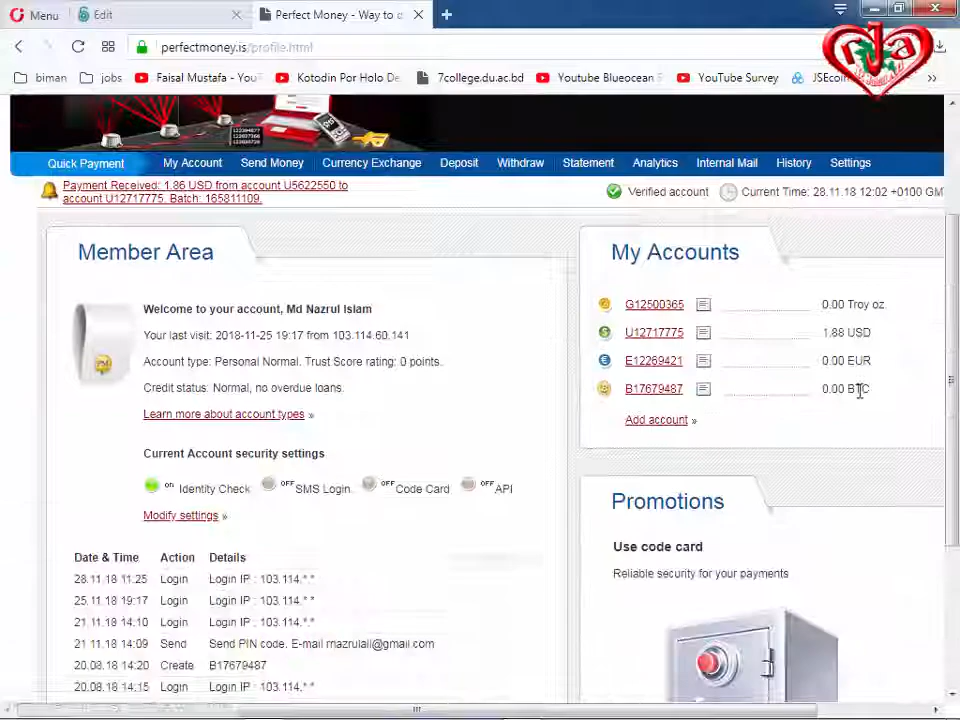 Menu
Edit
Perfect Money - Way to d
perfectmoney.is/profile.html
biman
jobs
Faisal Mustafa - You
Kotodin Por Holo De
7college.du.ac.bd
Youtube Blueocean
YouTube Survey
JSEcoin
Quick Payment
My Account
Send Money
Currency Exchange
Deposit
Withdraw
Statement
Analytics
Internal Mail
History
Settings
Payment Received: 1.86 USD from account U5622550 to
account U12717775. Batch: 165811109.
Verified account
Current Time: 28.11.18 12:02 +0100 GM
Member Area
Welcome to your account, Md Nazrul Islam
Your last visit: 2018-11-25 19:17 from 103.114.60.141
Account type: Personal Normal. Trust Score rating: 0 points.
Credit status: Normal, no overdue loans.
Learn more about account types »
Current Account security settings
on Identity Check
OFF SMS Login
OFF Code Card
OFF API
Modify settings »
Date & Time Action Details
28.11.18 11:25 Login Login IP : 103.114.*.*
25.11.18 19:17 Login Login IP : 103.114.*.*
21.11.18 14:10 Login Login IP : 103.114.*.*
21.11.18 14:09 Send Send PIN code. E-mail rnazrulali@gmail.com
20.08.18 14:20 Create B17679487
20.08.18 14:15 Login Login IP : 103.114.*.*
My Accounts
G12500365 0.00 Troy oz.
U12717775 1.88 USD
E12269421 0.00 EUR
B17679487 0.00 BTC
Add account »
Promotions
Use code card
Reliable security for your payments